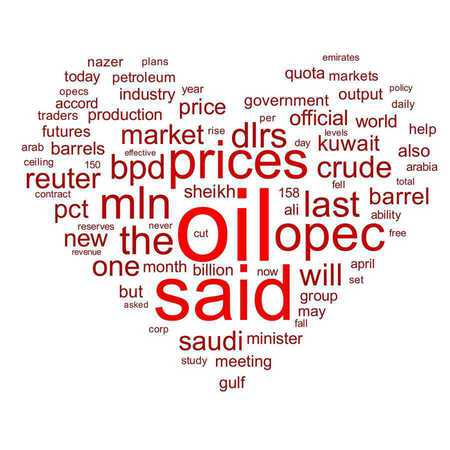 nazer plans
emirates
today petroleum
quota markets
opecs industry year
output policy
accord
government
daily
traders production price
per official world
futures market rise dlrs levels help
arab barrels effective
day kuwait also
ceiling 150 bpd prices crude arabia
reuter
fell total
contract mln sheikh 158 last barrel
pct
ali ability
reserves never oil opec
new the cut free
revenue
one month billion now will april
set
but asked said group
may
corp
fall
saudi minister
study meeting
gulf